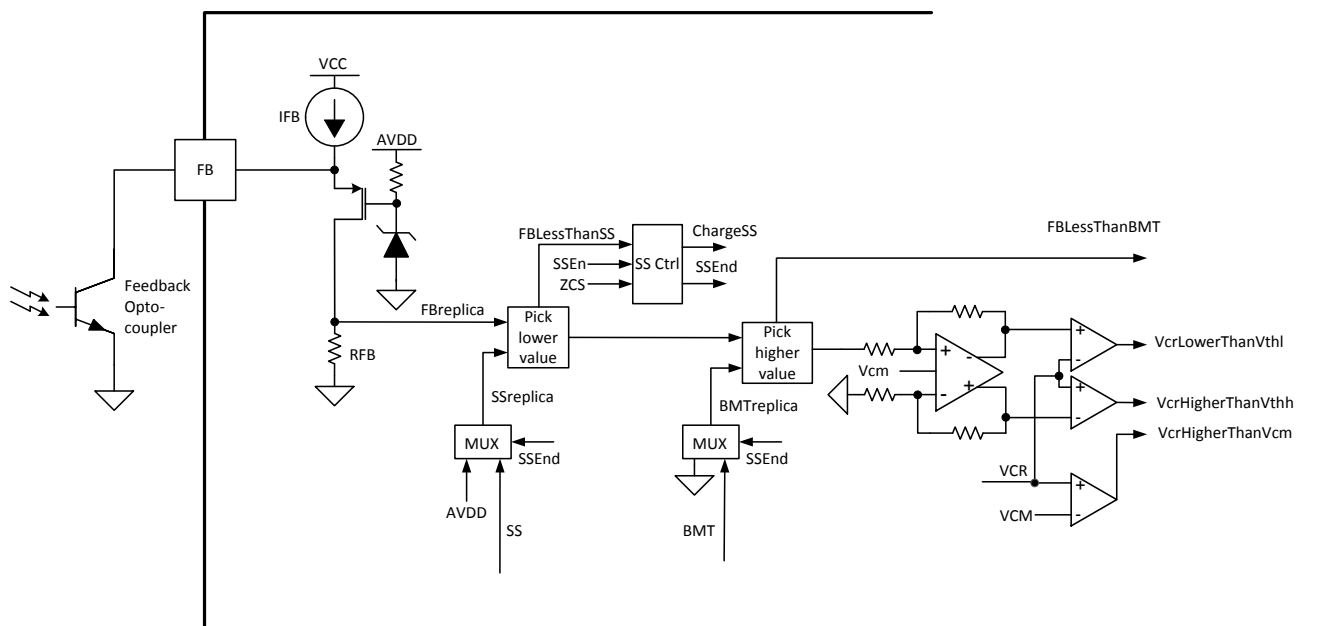 VCC
IFB
AVDD
FB
FBLessThanBMT
FBLessThanSS
ChargeSS
SSEn
SS Ctrl
SSEnd
ZCS
Feedback
Opto-
coupler
FBreplica
Pick
lower
value
Pick
higher
value
RFB
Vcm
+
-
+
-
+
-
+
-
VcrLowerThanVthl
VcrHigherThanVthh
VcrHigherThanVcm
SSreplica
BMTreplica
MUX
SSEnd
MUX
SSEnd
VCR
+
VCM
-
AVDD
SS
BMT